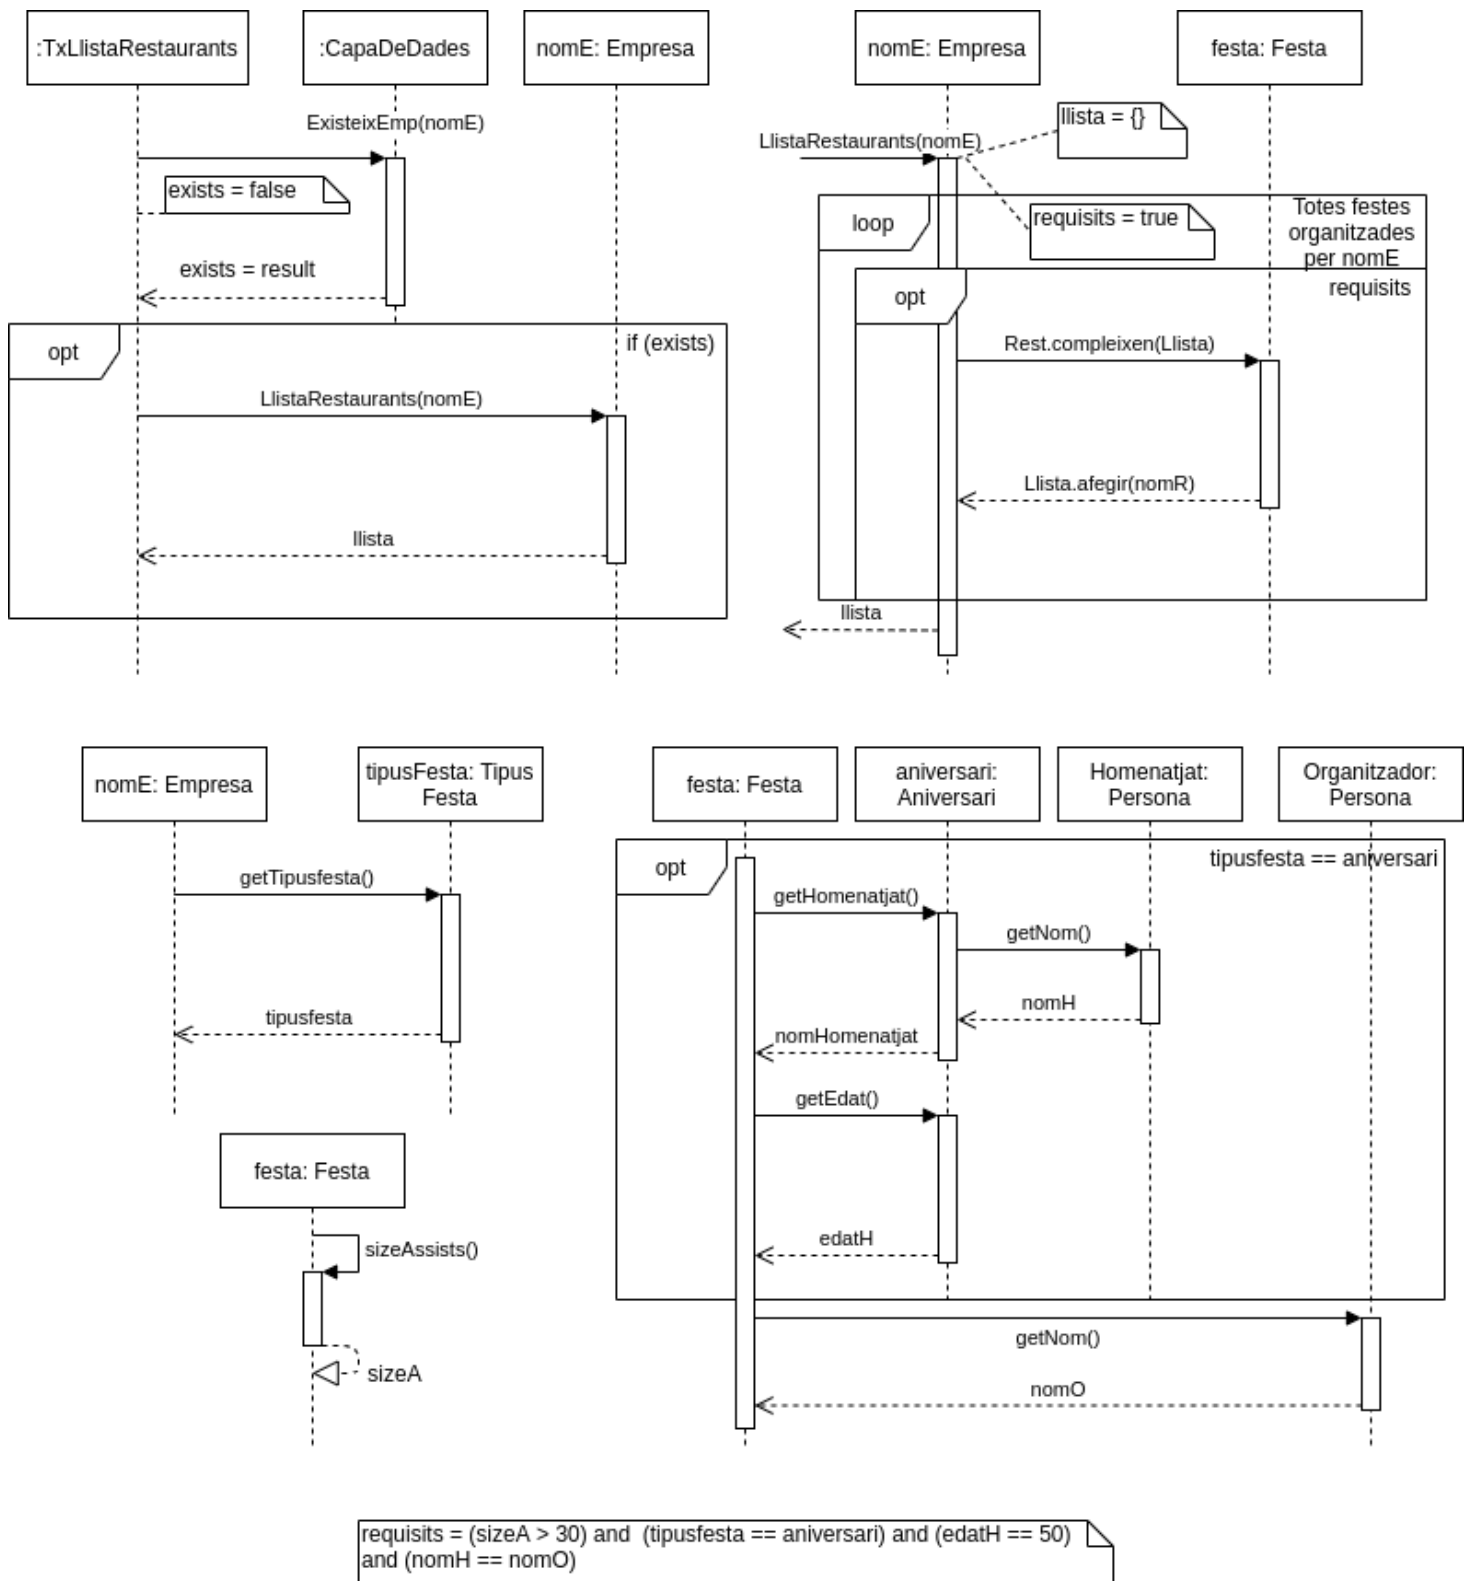 :TxLlistaRestaurants
:CapaDeDades
nomE: Empresa
ExisteixEmp(nomE)
exists = false
exists = result
opt
if (exists)
LlistaRestaurants(nomE)
llista
nomE: Empresa
festa: Festa
llista = {}
LlistaRestaurants(nomE)
loop
Totes festes
organitzades
per nomE
requisits = true
opt
requisits
Rest.compleixen(Llista)
Llista.afegir(nomR)
llista
nomE: Empresa
tipusFesta: Tipus
Festa
getTipusfesta()
tipusfesta
festa: Festa
sizeAssists()
sizeA
festa: Festa
aniversari:
Aniversari
Homenatjat:
Persona
Organitzador:
Persona
opt
tipusfesta == aniversari
getHomenatjat()
getNom()
nomH
nomHomenatjat
getEdat()
edatH
getNom()
nomO
requisits = (sizeA > 30) and  (tipusfesta == aniversari) and (edatH == 50)
and (nomH == nomO)